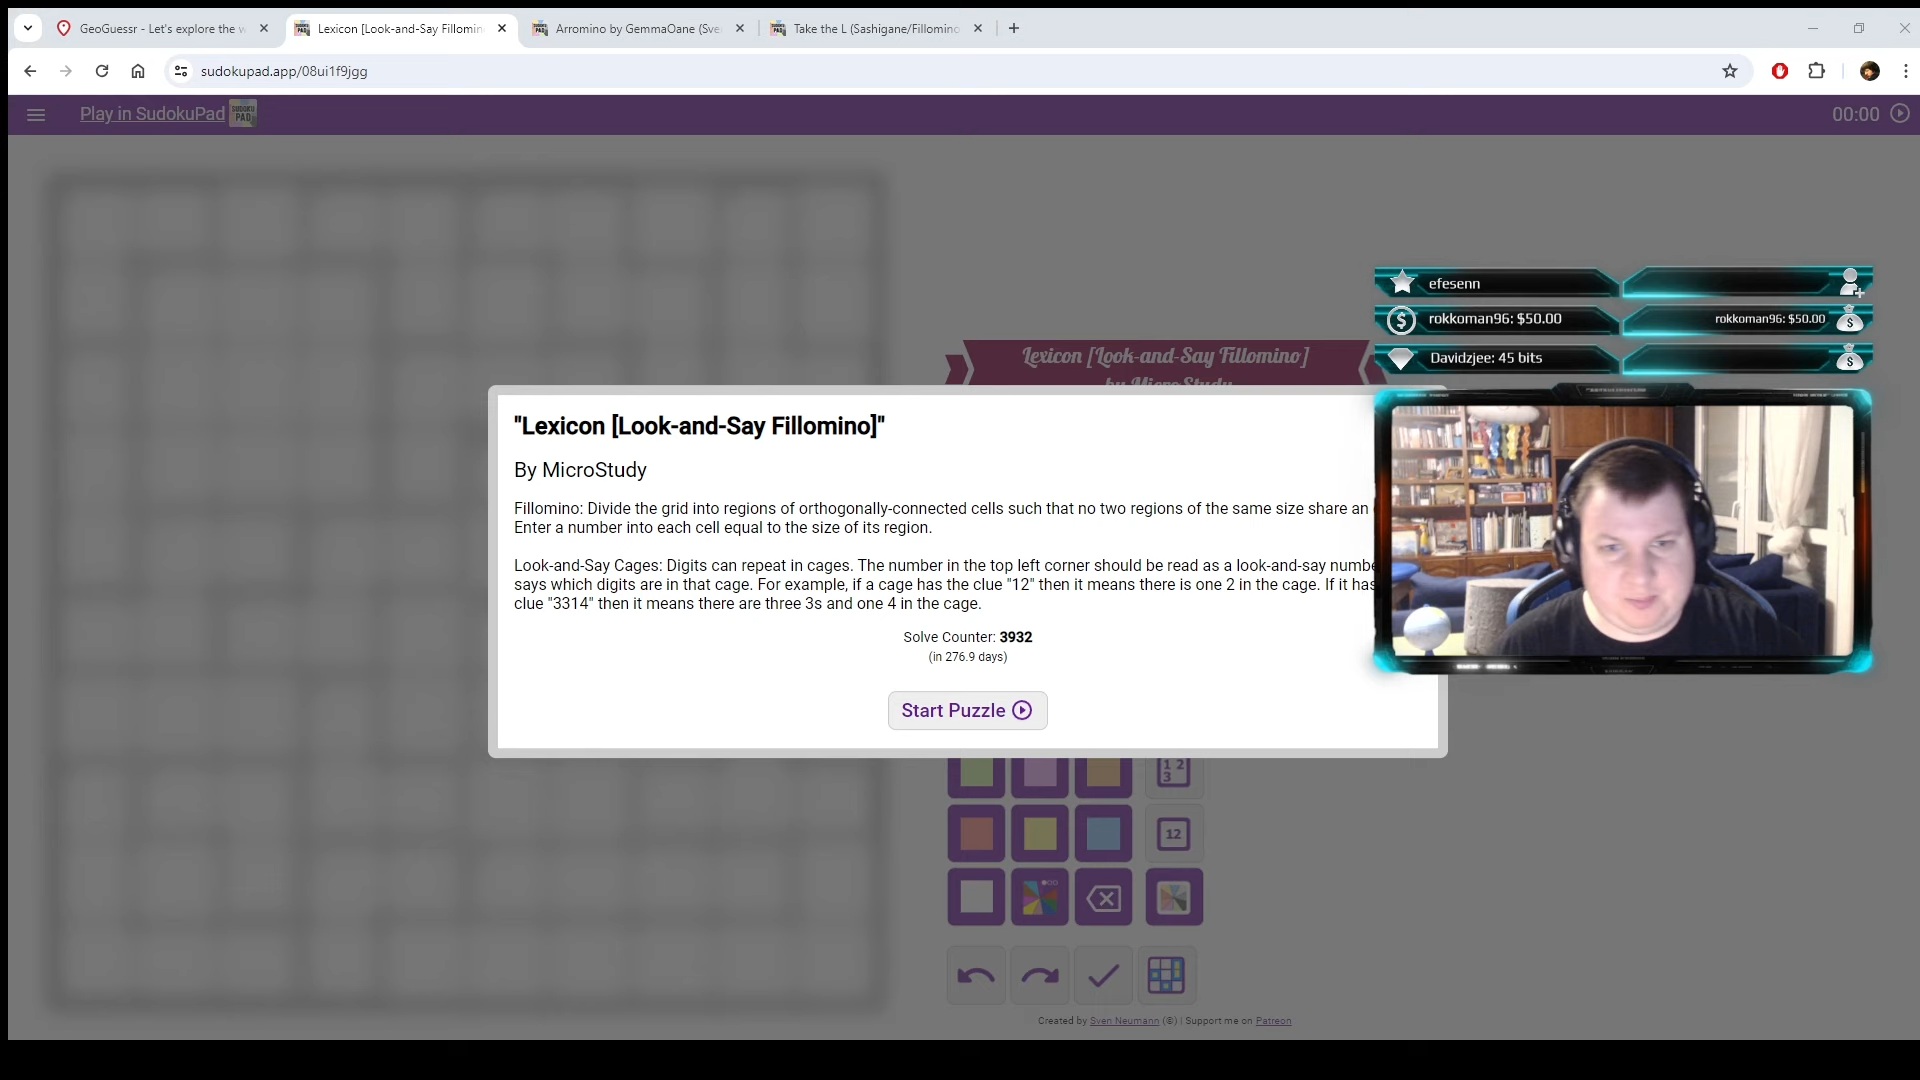 GeoGuessr - Let's explore the w
Lexicon [Look-and-Say Fillomin
Arromino by GemmaOane (Sve
Take the L (Sashigane/Fillomino
sudokupad.app/08ui1f9jgg
Play in SudokuPad
SUDOKU PAD
00:00
efesenn
rokkoman96: $50.00
rokkoman96: $50.00
Davidzjee: 45 bits
Lexicon [Look-and-Say Fillomino]
by MicroStudy
"Lexicon [Look-and-Say Fillomino]"
By MicroStudy
Fillomino: Divide the grid into regions of orthogonally-connected cells such that no two regions of the same size share an
Enter a number into each cell equal to the size of its region.
Look-and-Say Cages: Digits can repeat in cages. The number in the top left corner should be read as a look-and-say numbe
says which digits are in that cage. For example, if a cage has the clue "12" then it means there is one 2 in the cage. If it has
clue "3314" then it means there are three 3s and one 4 in the cage.
Solve Counter: 3932
(in 276.9 days)
Start Puzzle
1 2
3
12
Created by Sven Neumann (©) | Support me on Patreon